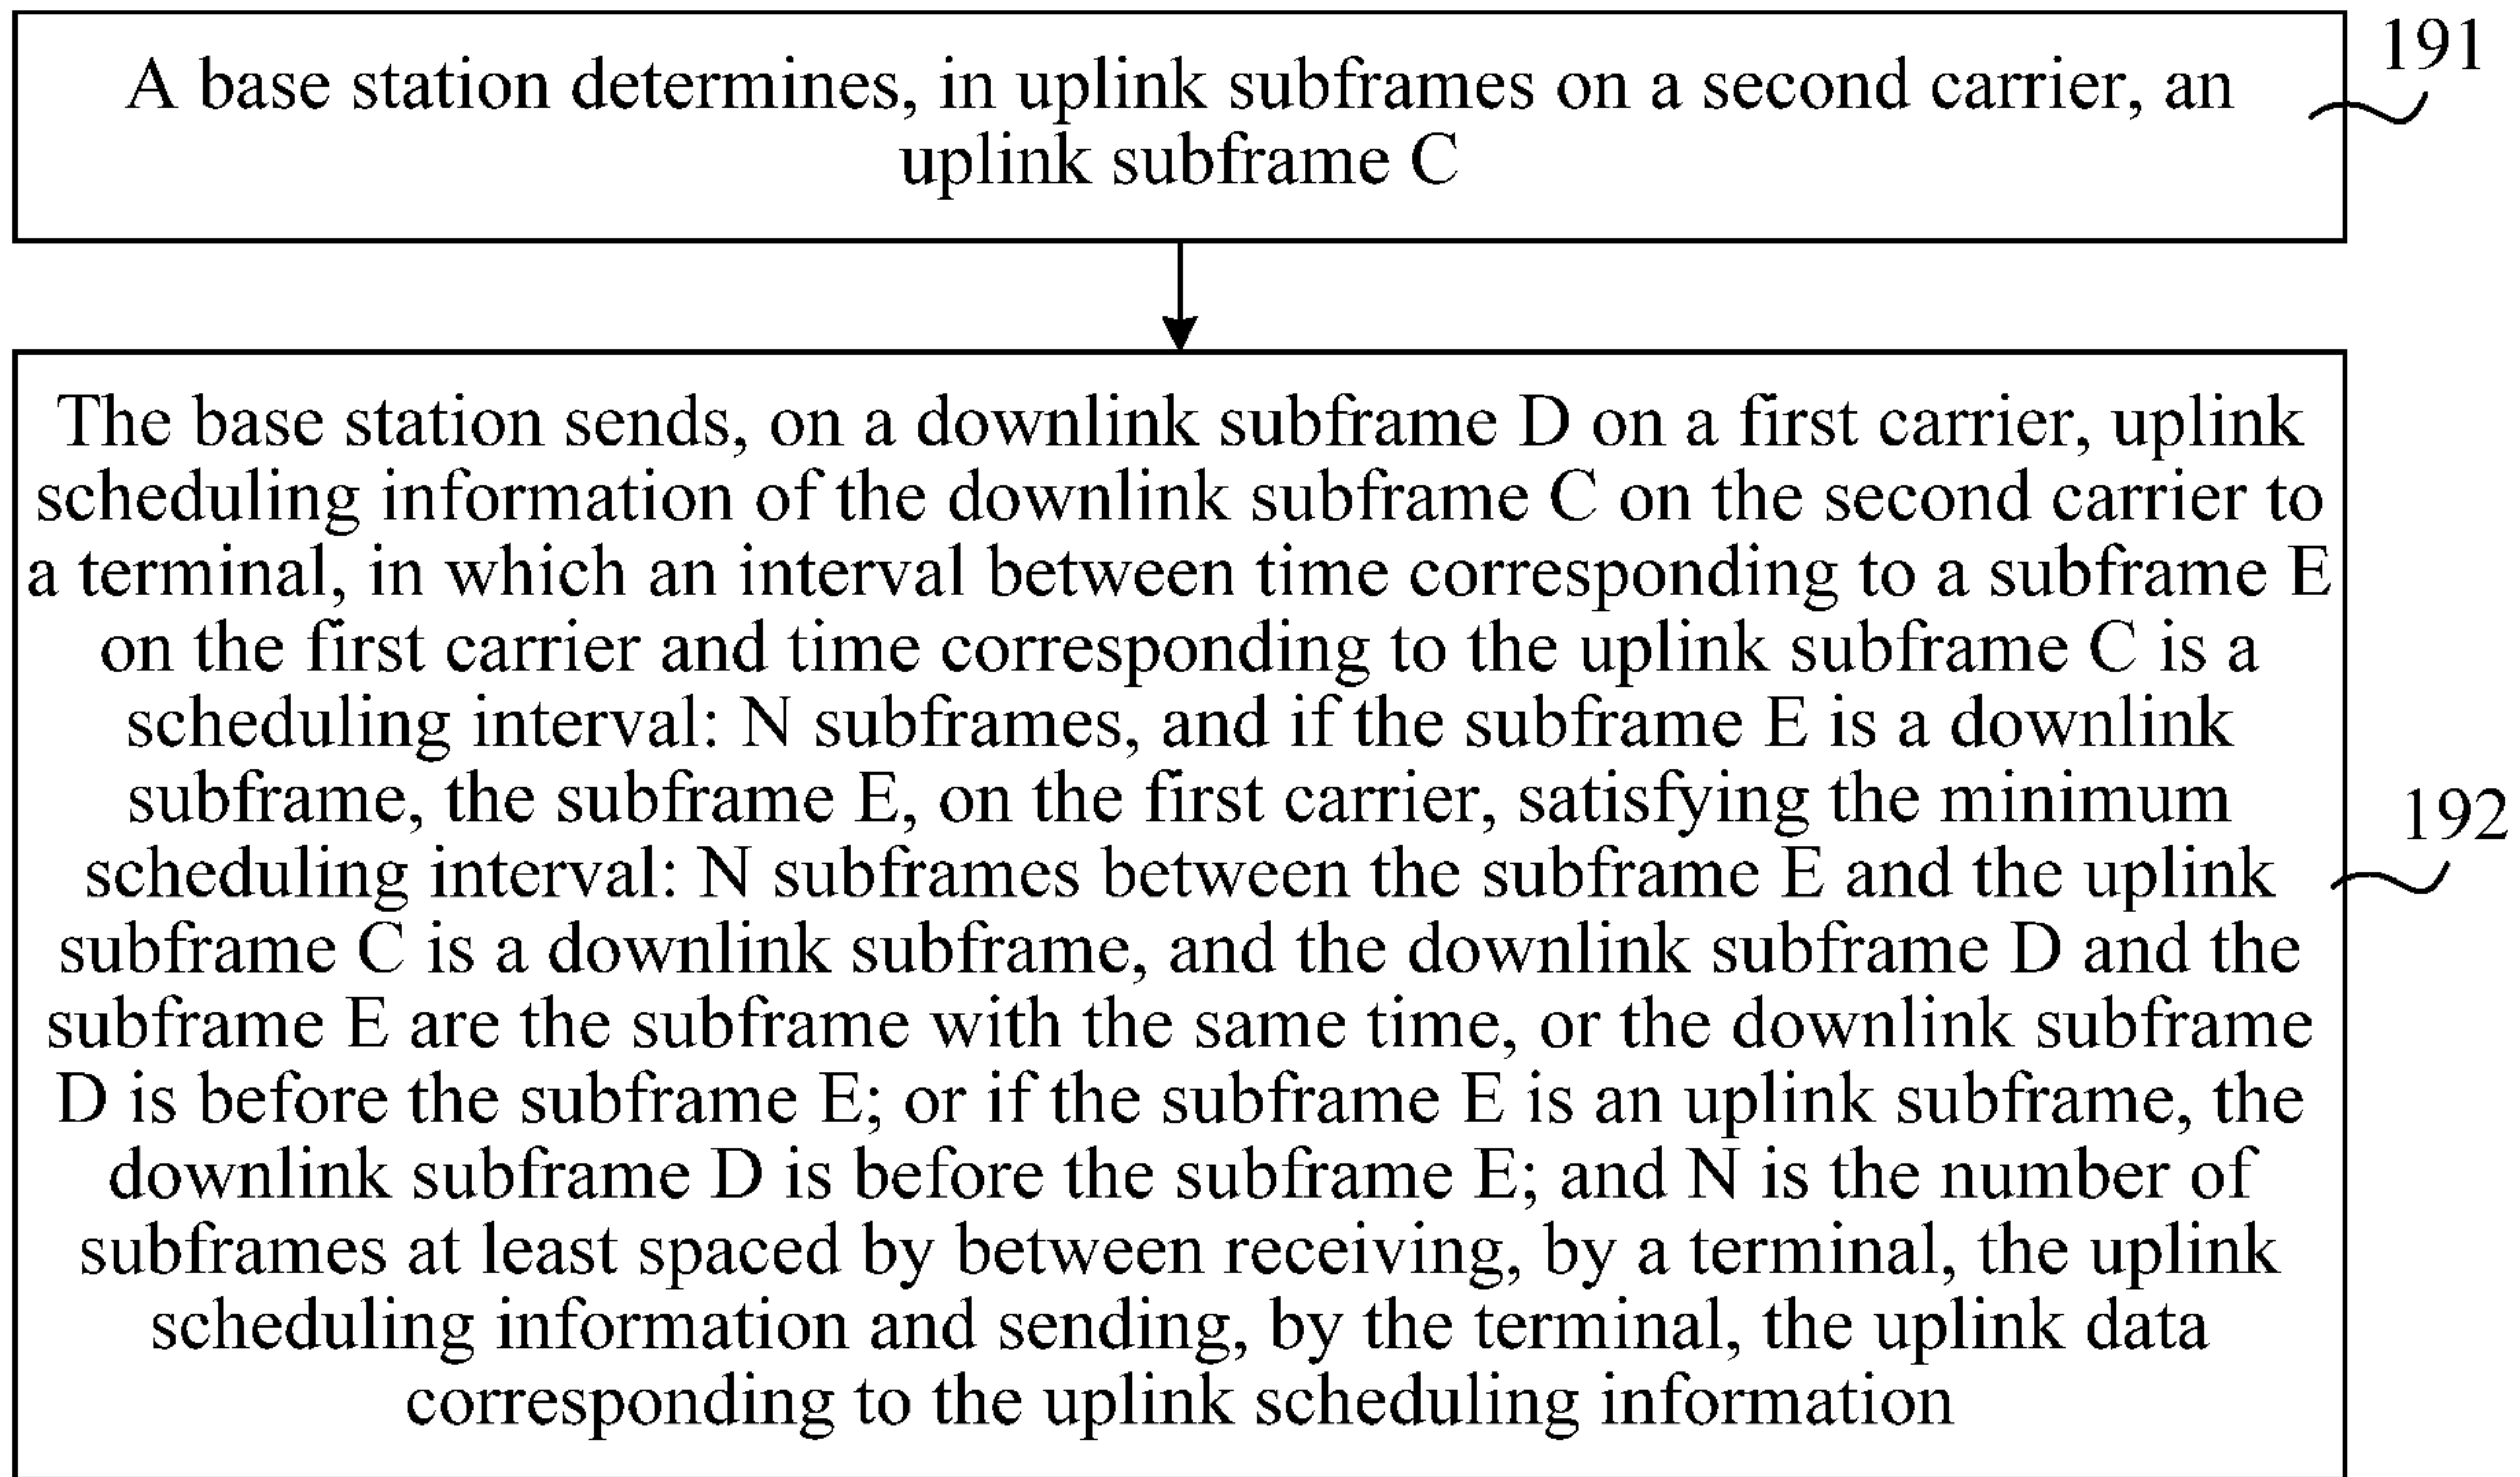 A base station determines, in uplink subframes on a second carrier, an
uplink subframe C
191
The base station sends, on a downlink subframe D on a first carrier, uplink
scheduling information of the downlink subframe C on the second carrier to
a terminal, in which an interval between time corresponding to a subframe E
on the first carrier and time corresponding to the uplink subframe C is a
scheduling interval: N subframes, and if the subframe E is a downlink
subframe, the subframe E, on the first carrier, satisfying the minimum
scheduling interval: N subframes between the subframe E and the uplink
subframe C is a downlink subframe, and the downlink subframe D and the
subframe E are the subframe with the same time, or the downlink subframe
D is before the subframe E; or if the subframe E is an uplink subframe, the
downlink subframe D is before the subframe E; and N is the number of
subframes at least spaced by between receiving, by a terminal, the uplink
scheduling information and sending, by the terminal, the uplink data
corresponding to the uplink scheduling information
192